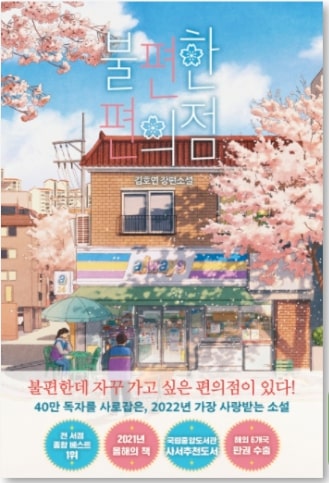 불편한
편의점
김호연 장편소설
always
불편한데 자꾸 가고 싶은 편의점이 있다!
40만 독자를 사로잡은, 2022년 가장 사랑받는 소설
전 서점
종합 베스트
1위
2021년
올해의 책
국립중앙도서관
사서추천도서
해외 6개국
판권 수출